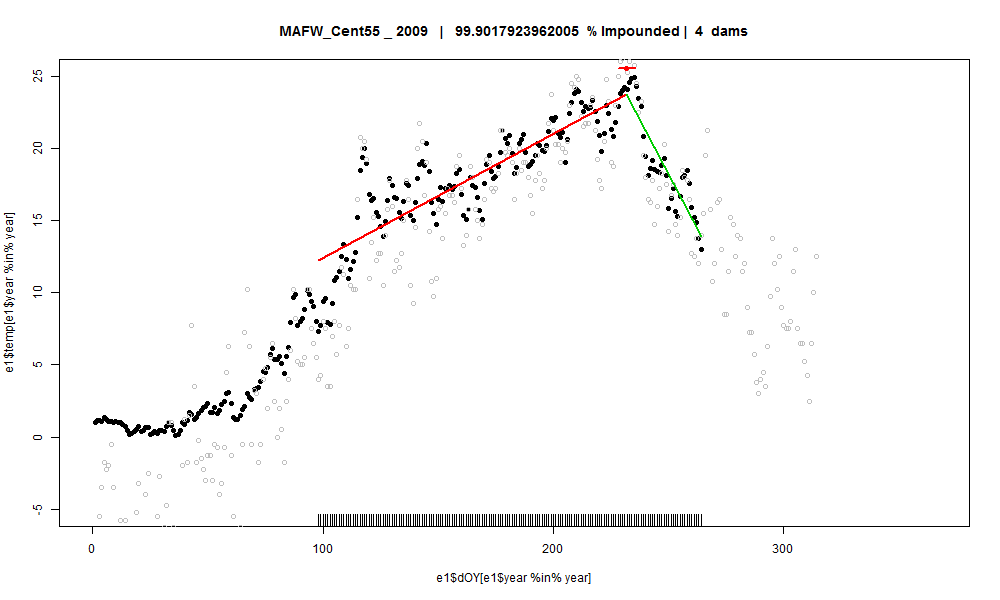 MAFW_Cent55 _ 2009 | 99.9017923962005 % Impounded | 4 dams
e1$temp[e1$year %in% year]
25
20
15
10
5
0
-5
0 100 200 300
e1$dOY[e1$year %in% year]